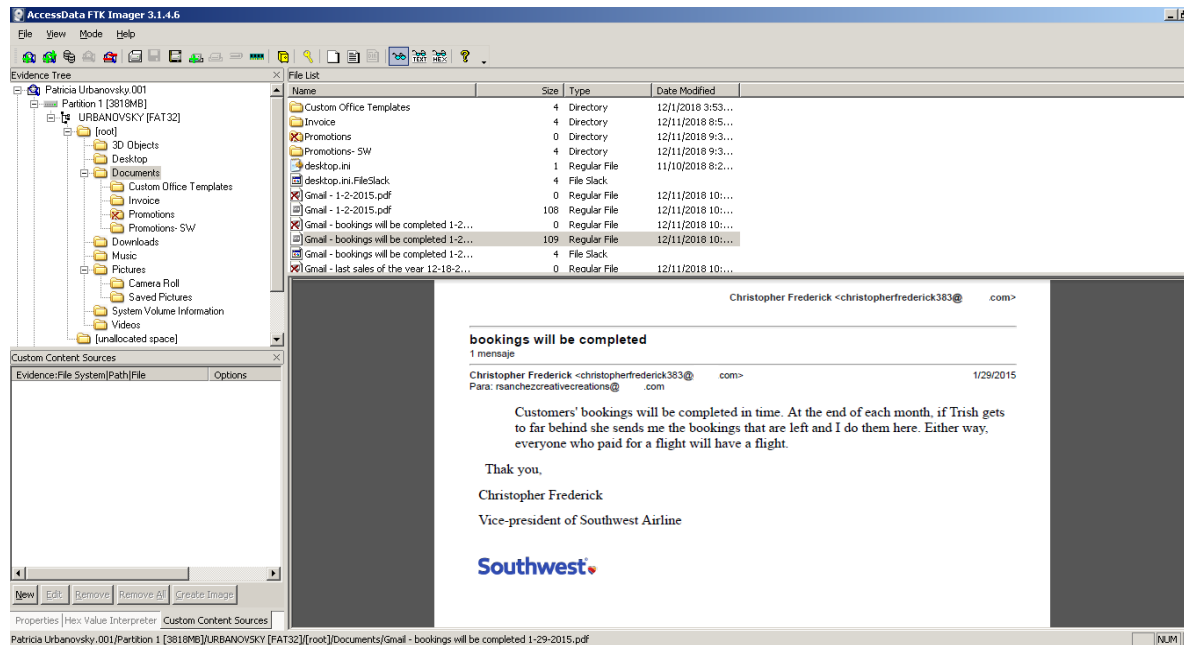 AccessData FTK Imager 3.1.4.6
File View Mode Help
TEXT HEX
Evidence Tree
Patricia Urbanovsky.001
Partition 1 [3818MB]
URBANOVSKY [FAT32]
[root]
3D Objects
Desktop
Documents
Custom Office Templates
Invoice
Promotions
Promotions- SW
Downloads
Music
Pictures
Camera Roll
Saved Pictures
System Volume Information
Videos
[unallocated space]
File List
Name Size Type Date Modified
Custom Office Templates 4 Directory 12/1/2018 3:53...
Invoice 4 Directory 12/11/2018 8:5...
Promotions 0 Directory 12/11/2018 9:3...
Promotions- SW 4 Directory 12/11/2018 9:3...
desktop.ini 1 Regular File 11/10/2018 8:2...
desktop.ini.FileSlack 4 File Slack
Gmail - 1-2-2015.pdf 0 Regular File 12/11/2018 10:...
Gmail - 1-2-2015.pdf 108 Regular File 12/11/2018 10:...
Gmail - bookings will be completed 1-2... 0 Regular File 12/11/2018 10:...
Gmail - bookings will be completed 1-2... 109 Regular File 12/11/2018 10:...
Gmail - bookings will be completed 1-2... 4 File Slack
Gmail - last sales of the year 12-18-2... 0 Regular File 12/11/2018 10:...
Custom Content Sources
Evidence:File System|Path|File Options
New Edit Remove Remove All Create Image
Properties Hex Value Interpreter Custom Content Sources
Christopher Frederick <christopherfrederick383@ .com>
bookings will be completed
1 mensaje
Christopher Frederick <christopherfrederick383@ com> 1/29/2015
Para: rsanchezcreativecreations@ .com
Customers' bookings will be completed in time. At the end of each month, if Trish gets
to far behind she sends me the bookings that are left and I do them here. Either way,
everyone who paid for a flight will have a flight.
Thak you,
Christopher Frederick
Vice-president of Southwest Airline
Southwest
Patricia Urbanovsky.001/Partition 1 [3818MB]/URBANOVSKY [FAT32]/[root]/Documents/Gmail - bookings will be completed 1-29-2015.pdf
NUM